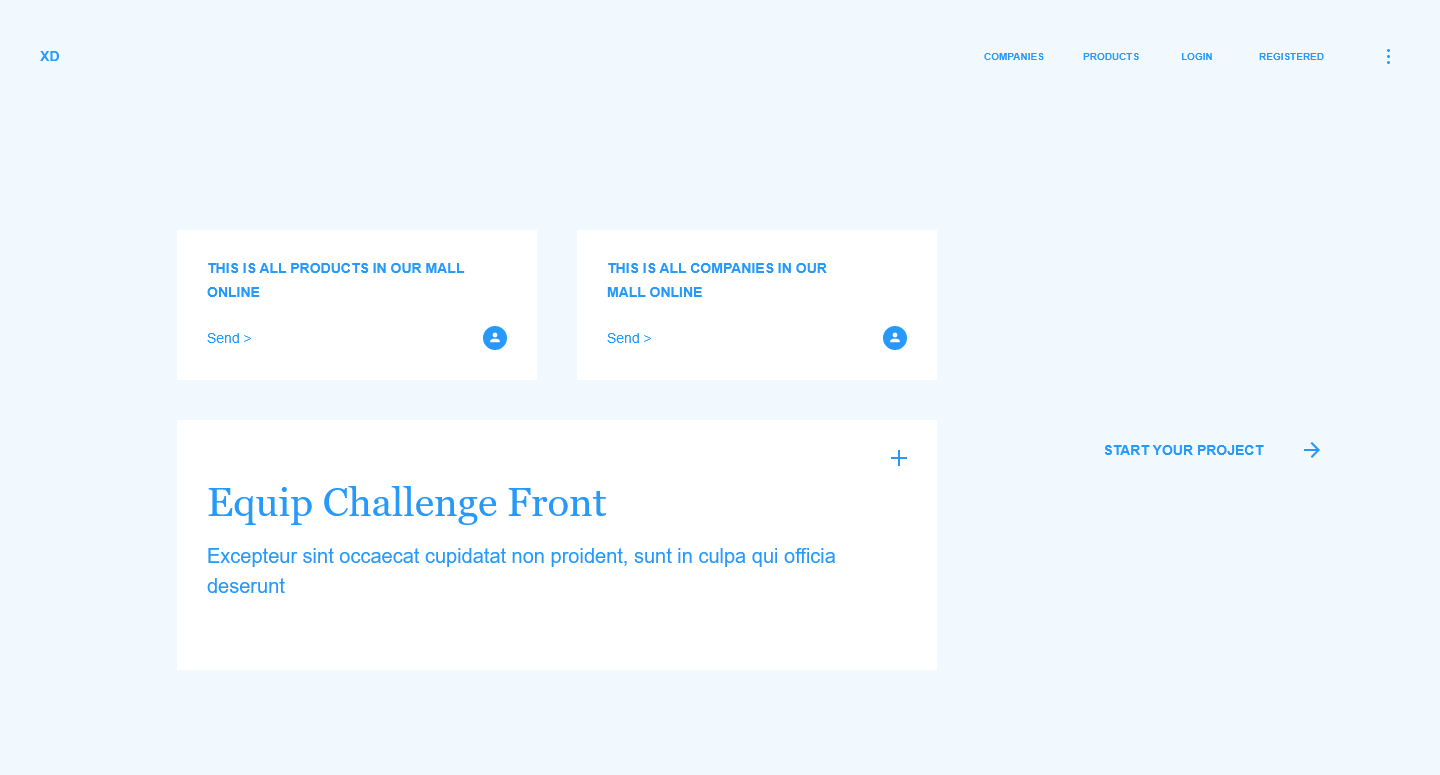 XD
COMPANIES
PRODUCTS
LOGIN
REGISTERED
THIS IS ALL PRODUCTS IN OUR MALL
ONLINE
Send >
THIS IS ALL COMPANIES IN OUR
MALL ONLINE
Send >
Equip Challenge Front
Excepteur sint occaecat cupidatat non proident, sunt in culpa qui officia
deserunt
START YOUR PROJECT